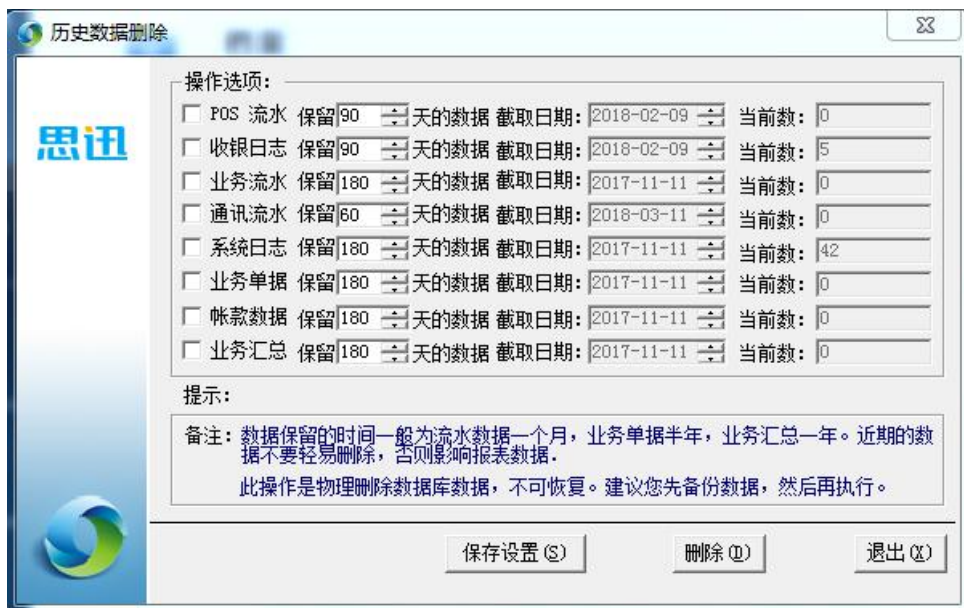 历史数据删除
思迅
操作选项：
POS 流水 保留 90 天的数据 截取日期： 2018-02-09 当前数： 0
收银日志 保留 90 天的数据 截取日期： 2018-02-09 当前数： 5
业务流水 保留 180 天的数据 截取日期： 2017-11-11 当前数： 0
通讯流水 保留 60 天的数据 截取日期： 2018-03-11 当前数： 0
系统日志 保留 180 天的数据 截取日期： 2017-11-11 当前数： 42
业务单据 保留 180 天的数据 截取日期： 2017-11-11 当前数： 0
帐款数据 保留 180 天的数据 截取日期： 2017-11-11 当前数： 0
业务汇总 保留 180 天的数据 截取日期： 2017-11-11 当前数： 0
提示：
备注：数据保留的时间一般为流水数据一个月，业务单据半年，业务汇总一年。近期的数
据不要轻易删除，否则影响报表数据.
此操作是物理删除数据库数据，不可恢复。建议您先备份数据，然后再执行。
保存设置(S) 删除(D) 退出(X)